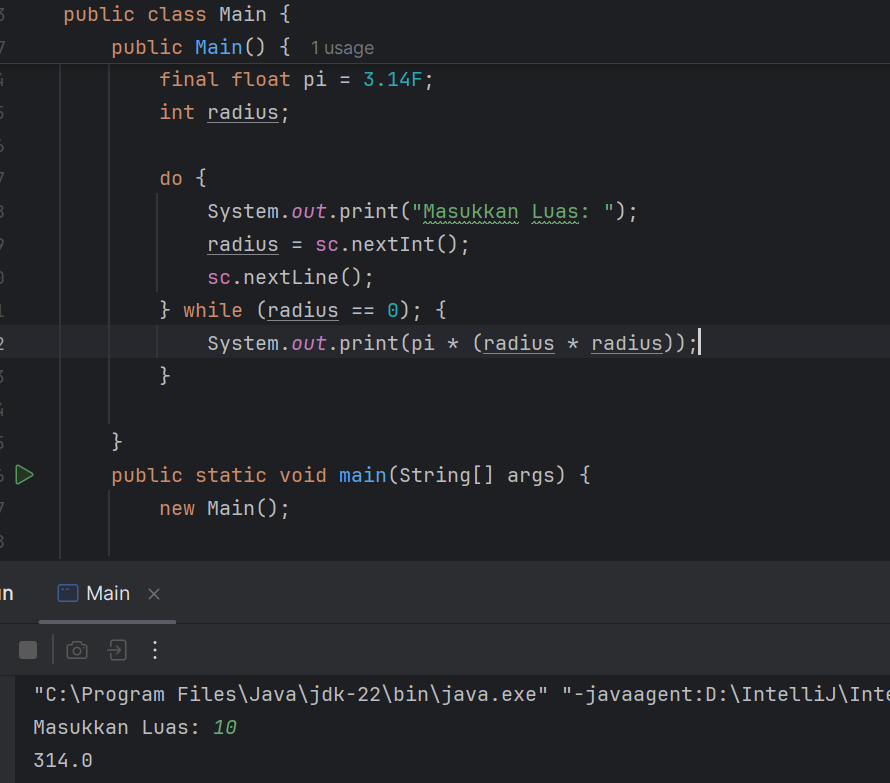 public class Main {
public Main() { 1 usage
final float pi = 3.14F;
int radius;
do {
System.out.print("Masukkan Luas: ");
radius = sc.nextInt();
sc.nextLine();
} while (radius == 0); {
System.out.print(pi * (radius * radius));
}
}
public static void main(String[] args) {
new Main();
Main
"C:\Program Files\Java\jdk-22\bin\java.exe" "-javaagent:D:\IntelliJ\Inte
Masukkan Luas: 10
314.0